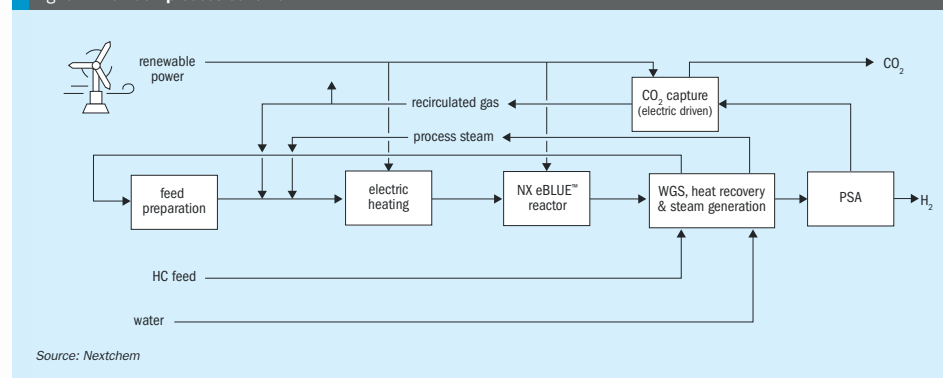 renewable
power
CO2
CO2 capture
(electric driven)
recirculated gas
process steam
feed
preparation
electric
heating
NX eBLUE™
reactor
WGS, heat recovery
& steam generation
PSA
H2
HC feed
water
Source: Nextchem